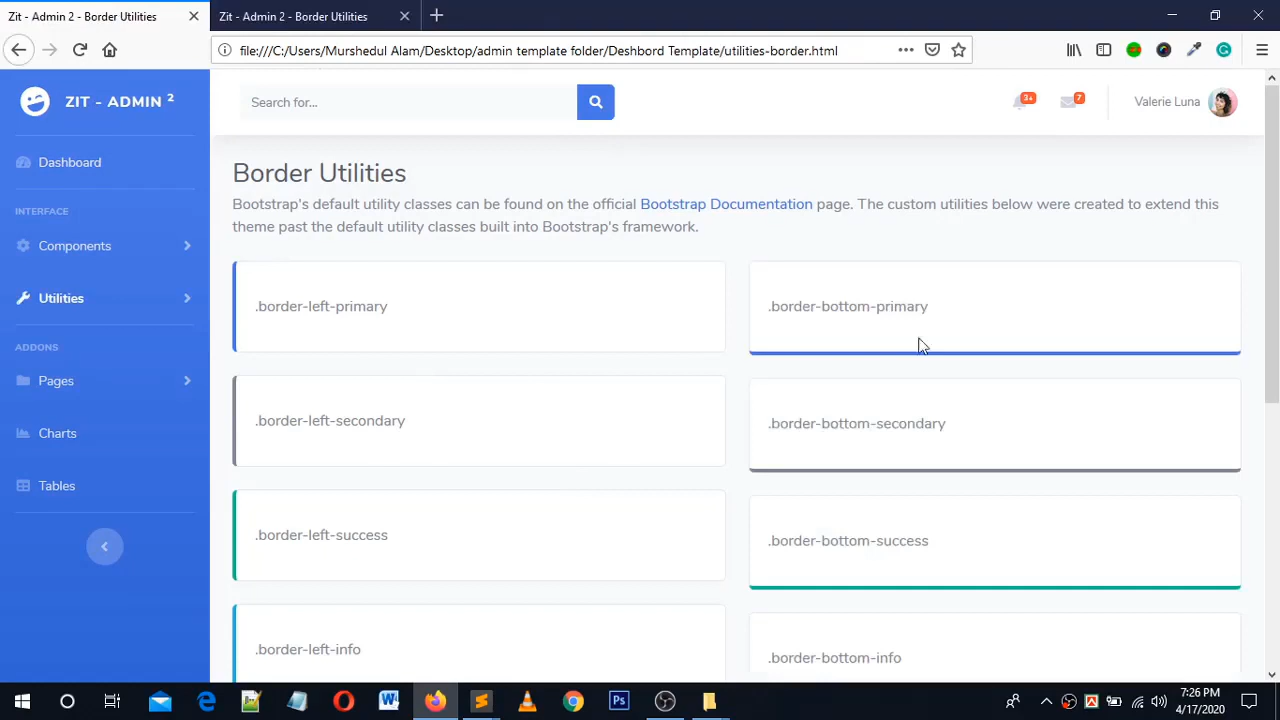 Zit - Admin 2 - Border Utilities
Zit - Admin 2 - Border Utilities
file:///C:/Users/Murshedul Alam/Desktop/admin template folder/Deshbord Template/utilities-border.html
ZIT - ADMIN 2
Search for...
3+
7
Valerie Luna
Dashboard
INTERFACE
Components
Utilities
ADDONS
Pages
Charts
Tables
Border Utilities
Bootstrap's default utility classes can be found on the official Bootstrap Documentation page. The custom utilities below were created to extend this
theme past the default utility classes built into Bootstrap's framework.
.border-left-primary
.border-bottom-primary
.border-left-secondary
.border-bottom-secondary
.border-left-success
.border-bottom-success
.border-left-info
.border-bottom-info
7:26 PM
4/17/2020